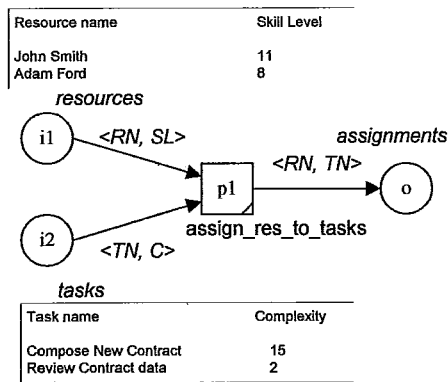 Resource name Skill Level
John Smith 11
Adam Ford 8
resources
i1 <RN, SL>
assignments
p1 <RN, TN> o
assign_res_to_tasks
i2 <TN, C>
tasks
Task name Complexity
Compose New Contract 15
Review Contract data 2